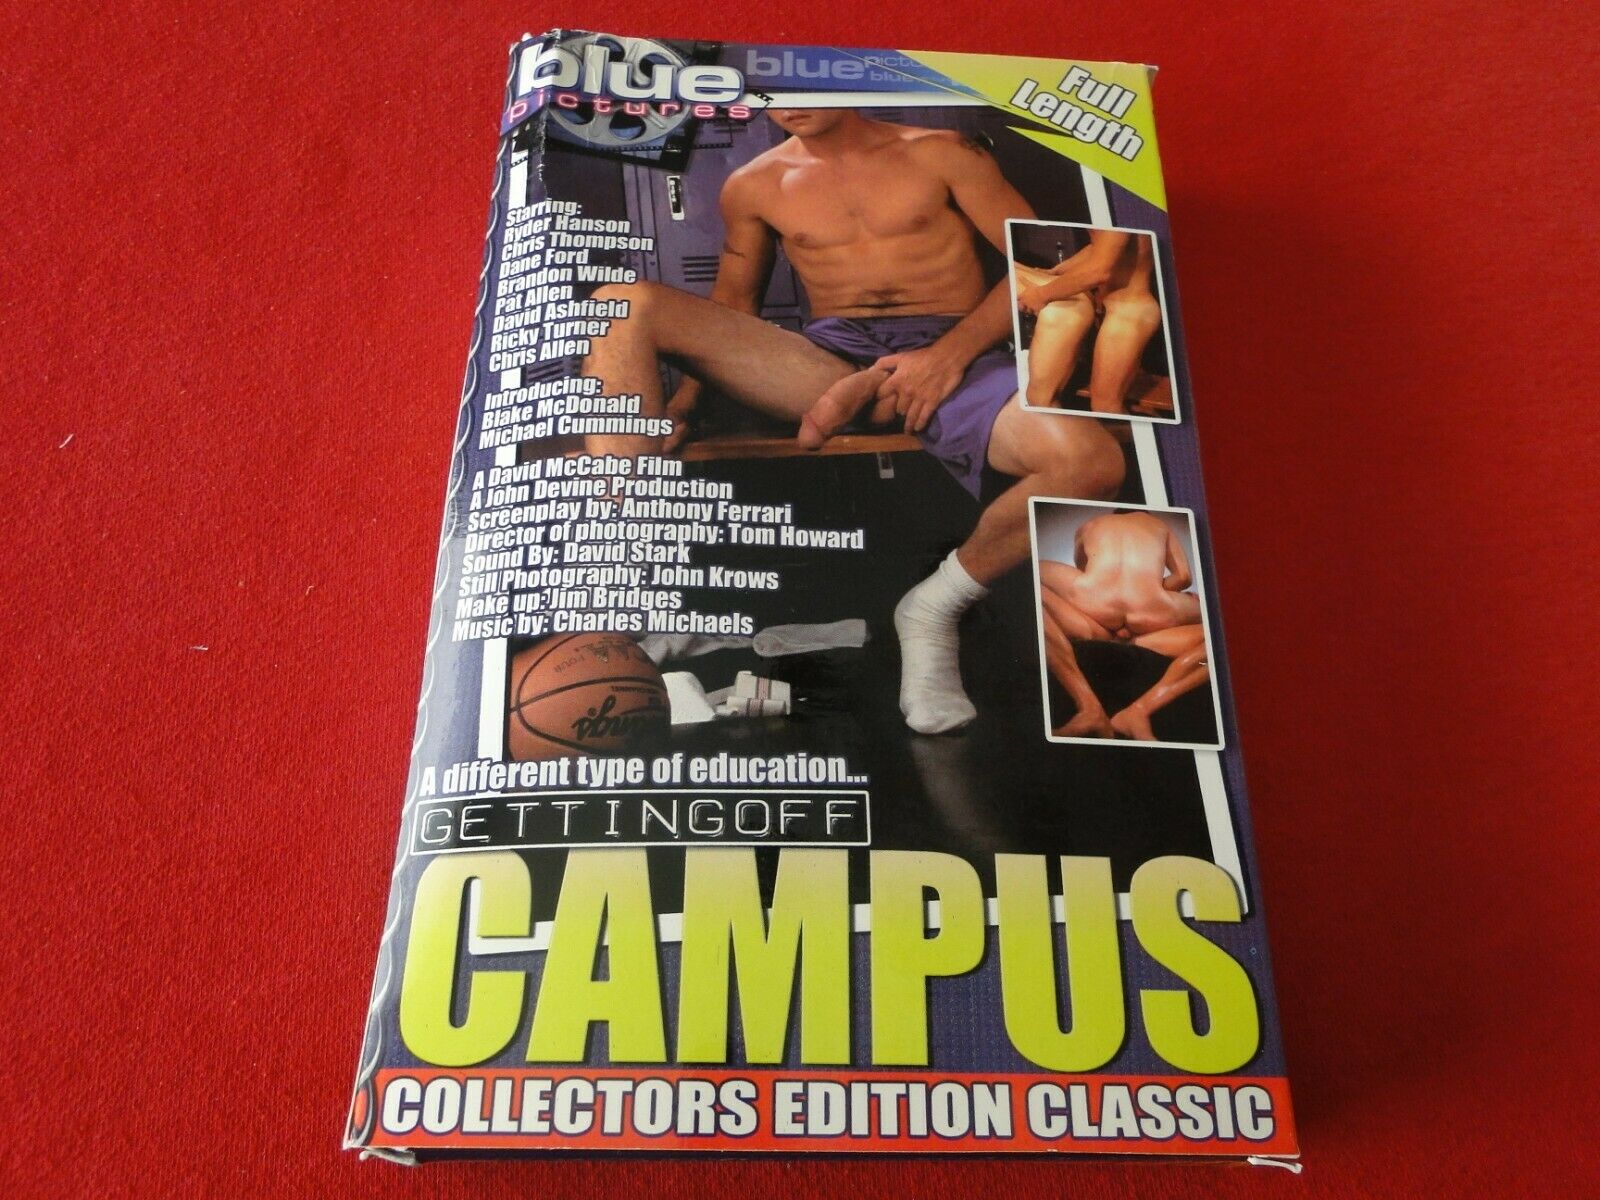 blue
pictures
blue
blue
Full
Length
Starring:
Ryder Hanson
Chris Thompson
Dane Ford
Brandon Wilde
Pat Allen
David Ashfield
Ricky Turner
Chris Allen
Introducing:
Blake McDonald
Michael Cummings
A David McCabe Film
A John Devine Production
Screenplay by: Anthony Ferrari
Director of photography: Tom Howard
Sound By: David Stark
Still Photography: John Krows
Make up: Jim Bridges
Music by: Charles Michaels
A different type of education...
GETTINGOFF
CAMPUS
COLLECTORS EDITION CLASSIC